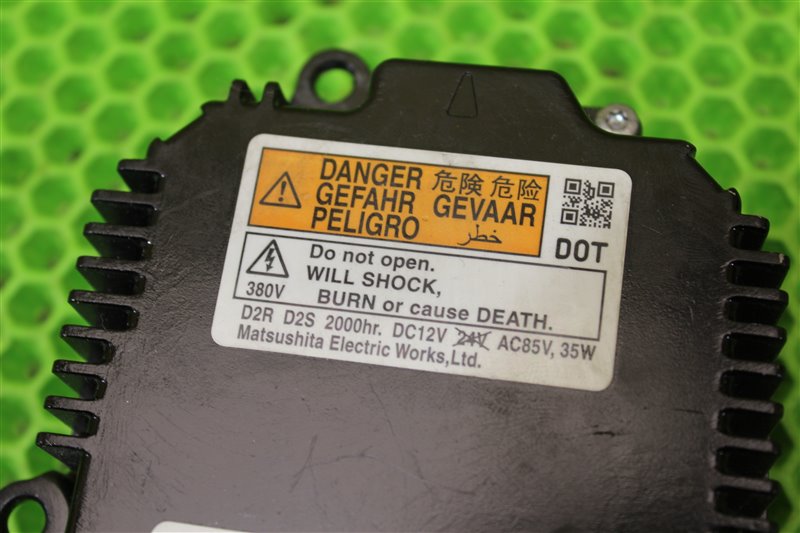 DANGER 危険 危险
GEFAHR GEVAAR
PELIGRO خطر
DOT
Do not open.
WILL SHOCK,
380V BURN or cause DEATH.
D2R D2S 2000hr. DC12V 24V AC85V, 35W
Matsushita Electric Works,Ltd.